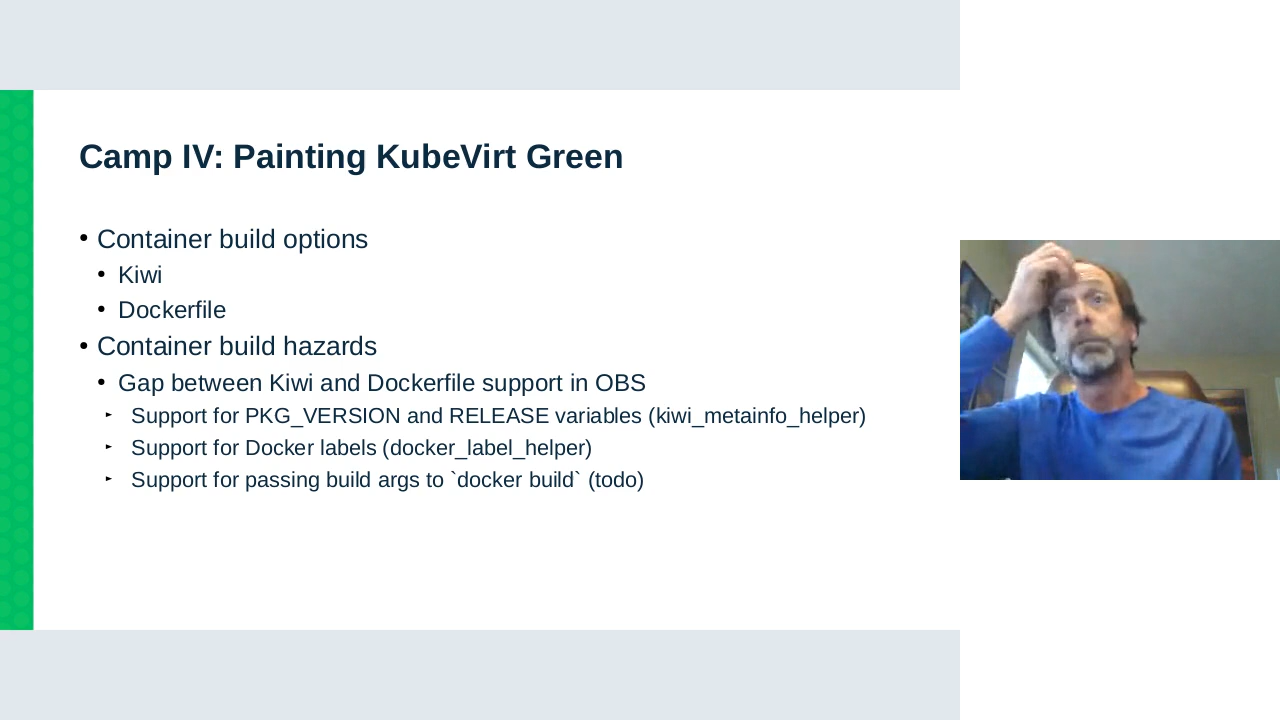 Camp IV: Painting KubeVirt Green
• Container build options
• Kiwi
• Dockerfile
• Container build hazards
• Gap between Kiwi and Dockerfile support in OBS
► Support for PKG_VERSION and RELEASE variables (kiwi_metainfo_helper)
► Support for Docker labels (docker_label_helper)
► Support for passing build args to `docker build` (todo)